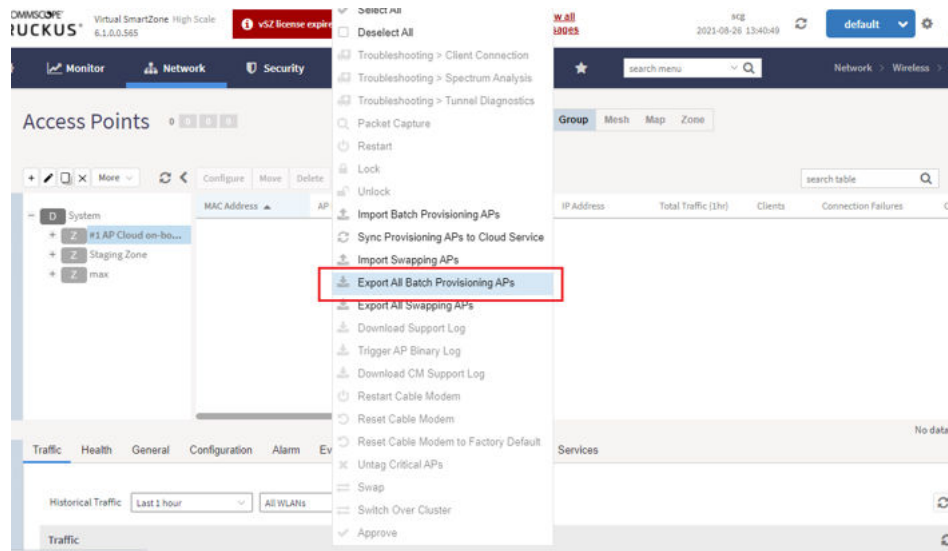 COMMSCOPE
RUCKUS
Virtual SmartZone High Scale
6.1.0.0.565
vSZ license expire
scg
2021-08-26 13:40:49
default
Monitor
Network
Security
search menu
Network > Wireless >
Access Points
0 0 0 0
Group Mesh Map Zone
More
Configure Move Delete
search table
MAC Address
AP
IP Address
Total Traffic (1hr)
Clients
Connection Failures
D System
Z #1 AP Cloud on-bo...
Z Staging Zone
Z max
Select All
Deselect All
Troubleshooting > Client Connection
Troubleshooting > Spectrum Analysis
Troubleshooting > Tunnel Diagnostics
Packet Capture
Restart
Lock
Unlock
Import Batch Provisioning APs
Sync Provisioning APs to Cloud Service
Import Swapping APs
Export All Batch Provisioning APs
Export All Swapping APs
Download Support Log
Trigger AP Binary Log
Download CM Support Log
Restart Cable Modem
Reset Cable Modem
Reset Cable Modem to Factory Default
Untag Critical APs
Swap
Switch Over Cluster
Approve
No data
Traffic Health General Configuration Alarm Ev
Services
Historical Traffic
Last 1 hour
All WLANs
Traffic